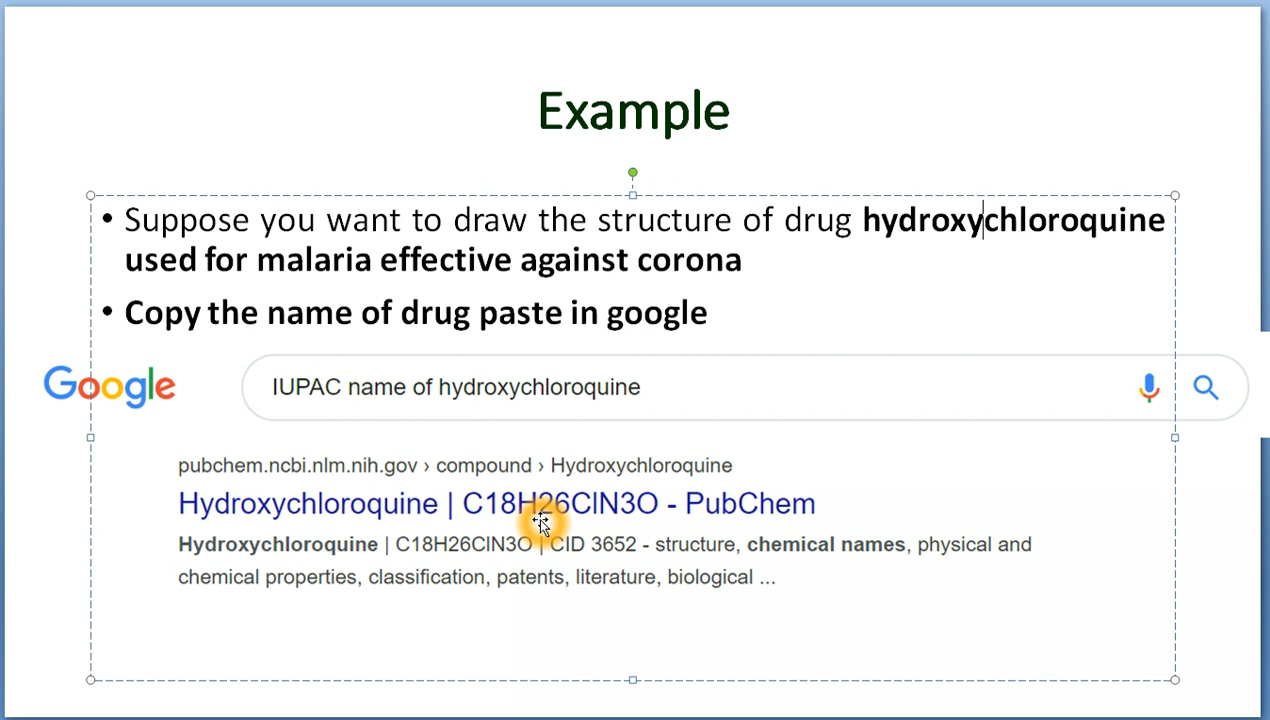 Example
• Suppose you want to draw the structure of drug hydroxychloroquine
used for malaria effective against corona
• Copy the name of drug paste in google
Google IUPAC name of hydroxychloroquine
pubchem.ncbi.nlm.nih.gov › compound › Hydroxychloroquine
Hydroxychloroquine | C18H26ClN3O - PubChem
Hydroxychloroquine | C18H26ClN3O | CID 3652 - structure, chemical names, physical and
chemical properties, classification, patents, literature, biological ...